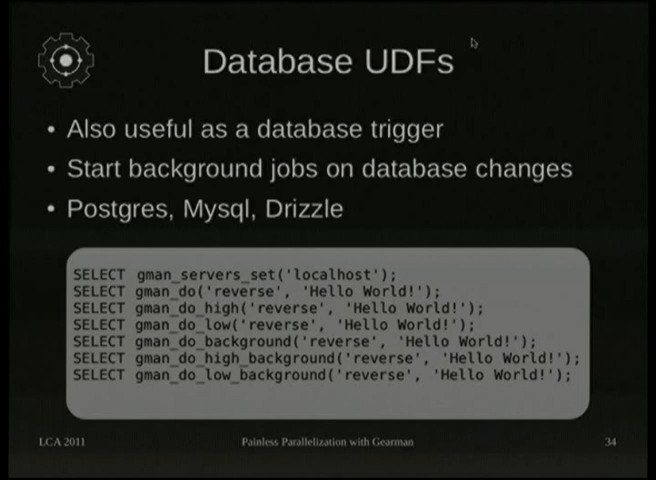 Database UDFs
• Also useful as a database trigger
• Start background jobs on database changes
• Postgres, Mysql, Drizzle
SELECT gman_servers_set('localhost');
SELECT gman_do('reverse', 'Hello World!');
SELECT gman_do_high('reverse', 'Hello World!');
SELECT gman_do_low('reverse', 'Hello World!');
SELECT gman_do_background('reverse', 'Hello World!');
SELECT gman_do_high_background('reverse', 'Hello World!');
SELECT gman_do_low_background('reverse', 'Hello World!');
LCA 2011 Painless Parallelization with Gearman 34